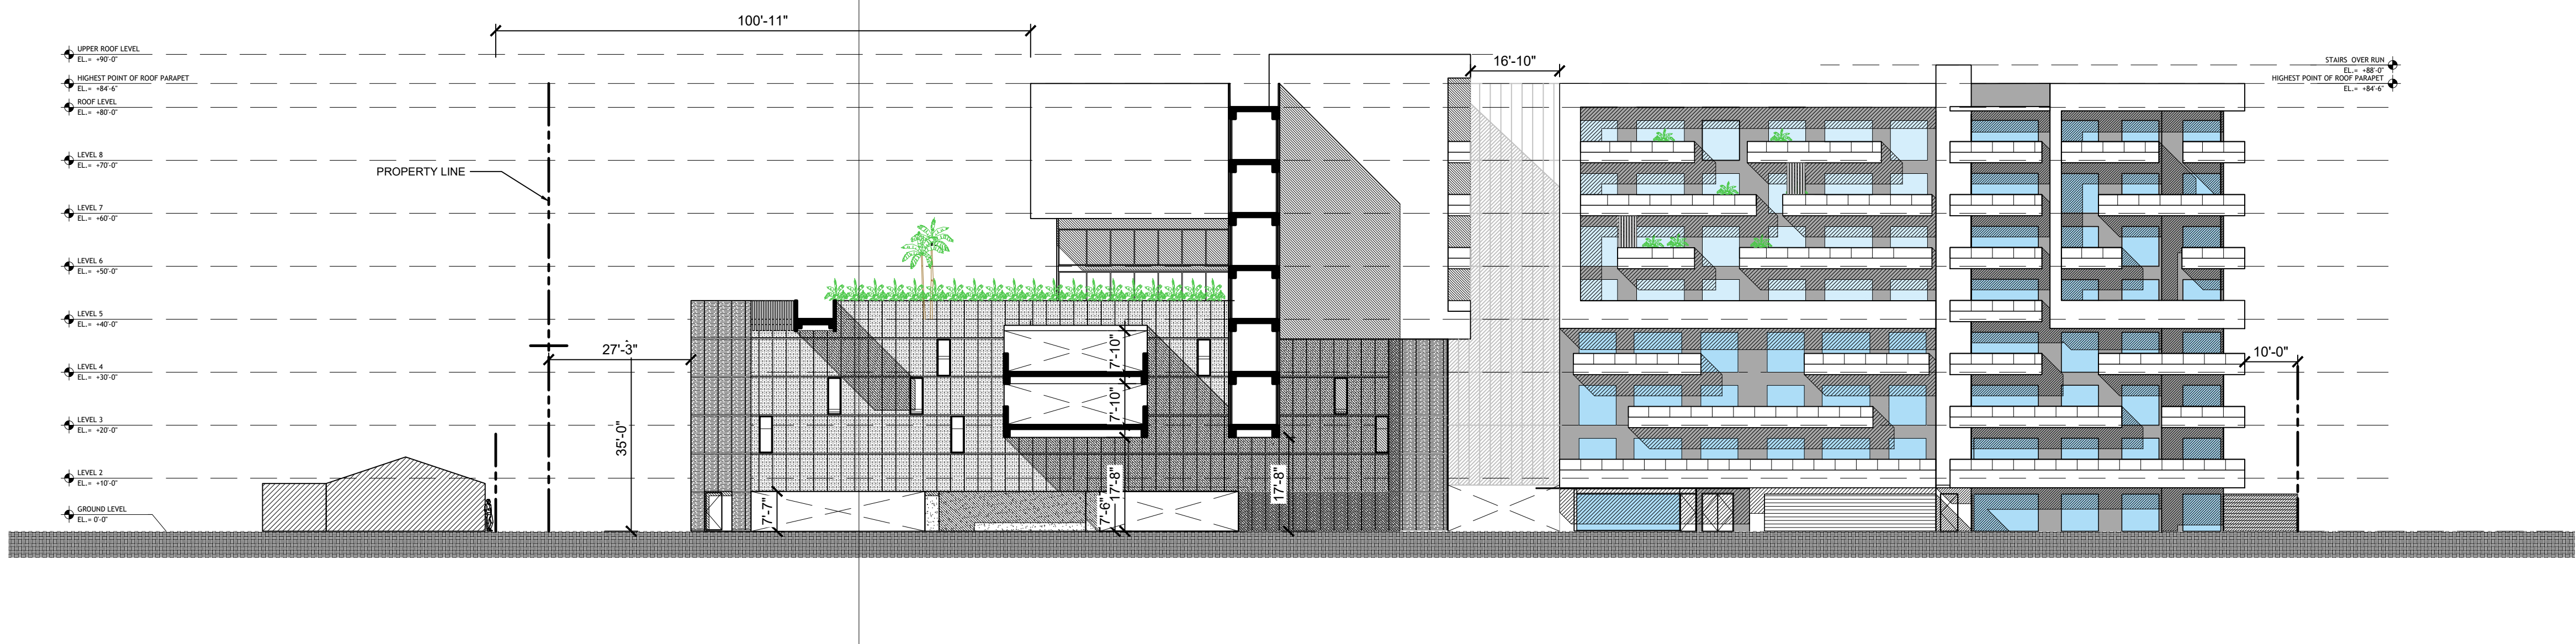 100'-11"
UPPER ROOF LEVEL
EL.= +90'-0"
HIGHEST POINT OF ROOF PARAPET
EL.= +84'-6"
ROOF LEVEL
EL.= +80'-0"
LEVEL 8
EL.= +70'-0"
PROPERTY LINE
LEVEL 7
EL.= +60'-0"
LEVEL 6
EL.= +50'-0"
LEVEL 5
EL.= +40'-0"
LEVEL 4
EL.= +30'-0"
LEVEL 3
EL.= +20'-0"
LEVEL 2
EL.= +10'-0"
GROUND LEVEL
EL.= 0'-0"
27'-3"
35'-0"
7'-7"
7'-10"
7'-10"
17'-8"
7'-6"
17'-8"
16'-10"
10'-0"
STAIRS OVER RUN
EL.= +88'-0"
HIGHEST POINT OF ROOF PARAPET
EL.= +84'-6"